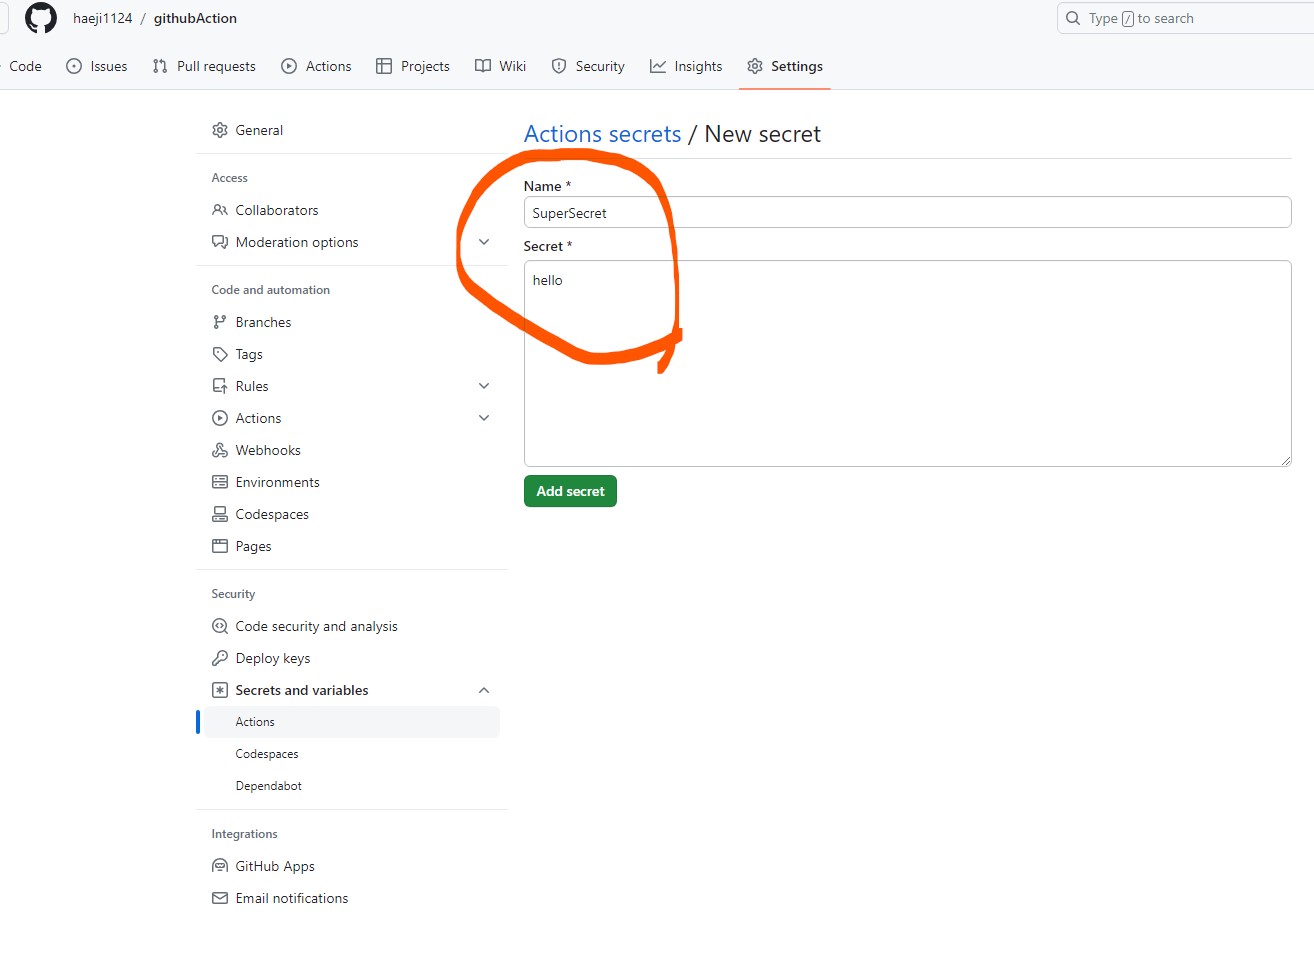 haeji1124 / githubAction
Type / to search
Code Issues Pull requests Actions Projects Wiki Security Insights Settings
General
Access
Collaborators
Moderation options
Code and automation
Branches
Tags
Rules
Actions
Webhooks
Environments
Codespaces
Pages
Security
Code security and analysis
Deploy keys
Secrets and variables
Actions
Codespaces
Dependabot
Integrations
GitHub Apps
Email notifications
Actions secrets / New secret
Name *
SuperSecret
Secret *
hello
Add secret